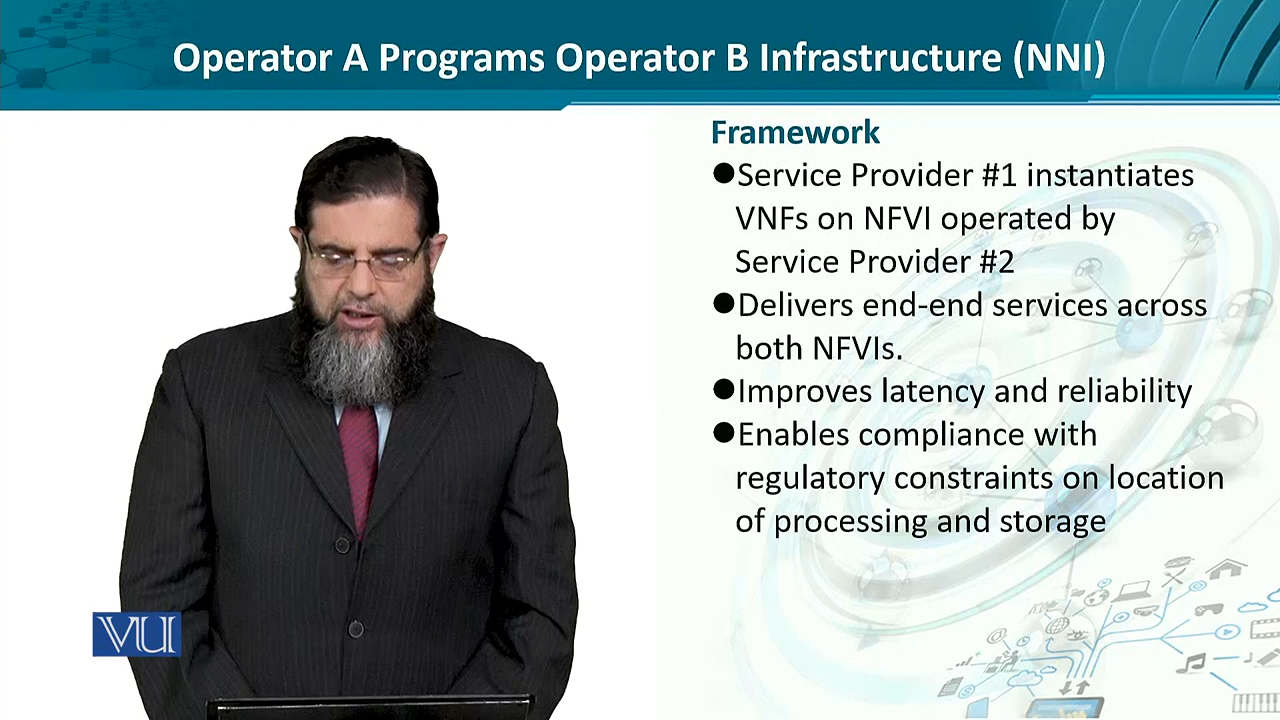 Operator A Programs Operator B Infrastructure (NNI)
Framework
●Service Provider #1 instantiates
VNFs on NFVI operated by
Service Provider #2
●Delivers end-end services across
both NFVIs.
●Improves latency and reliability
●Enables compliance with
regulatory constraints on location
of processing and storage
VU